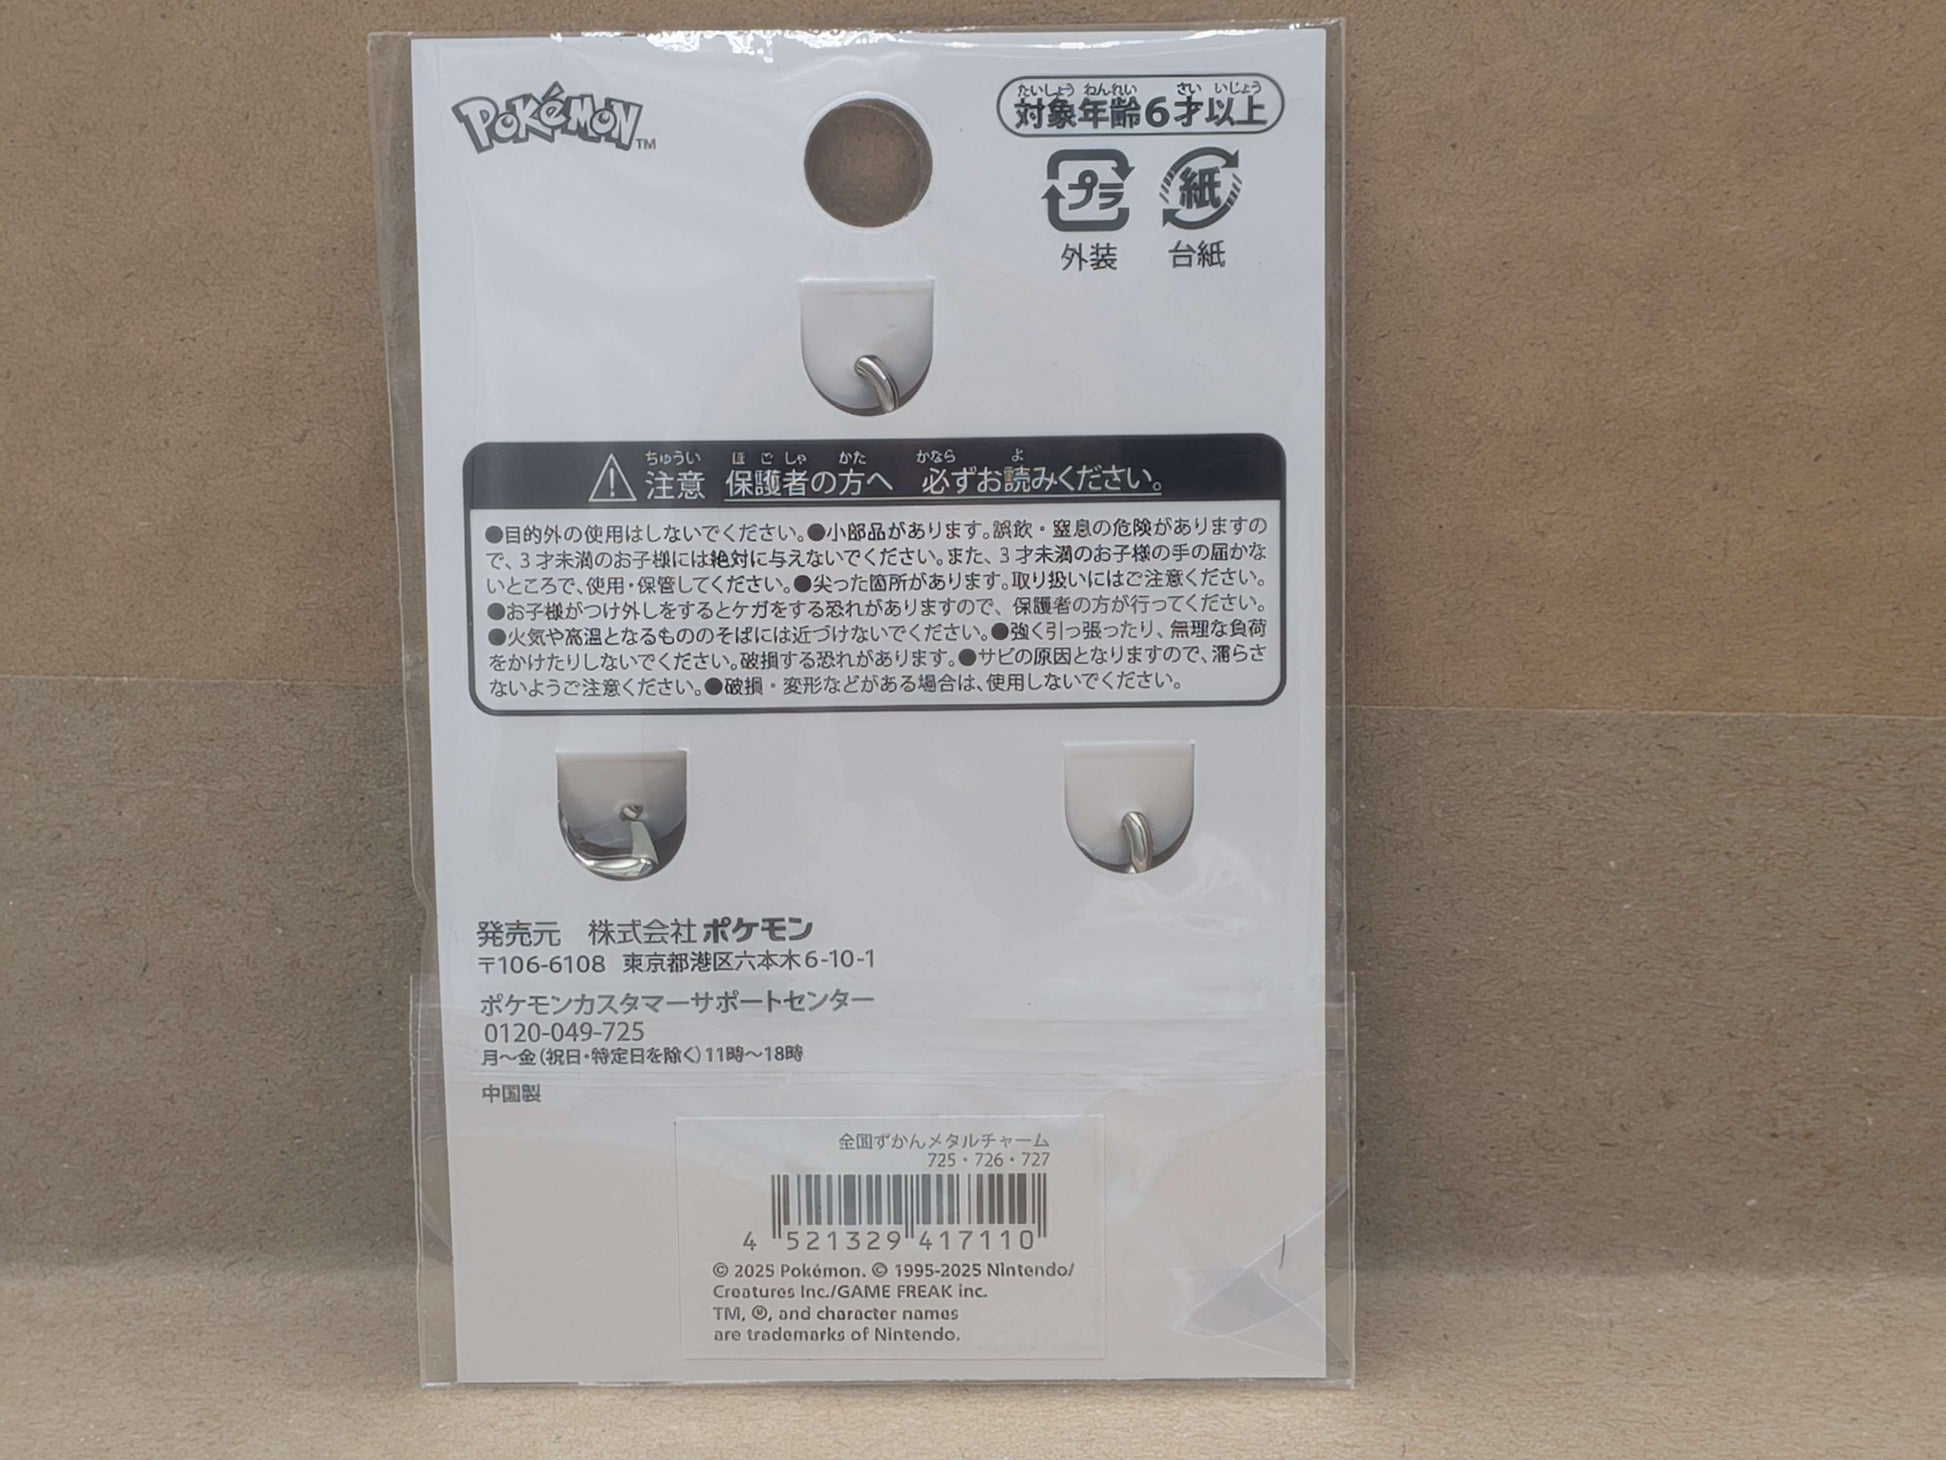 POKéMON™
たいしょう ねんれい さい いじょう
対象年齢6才以上
プラ 紙
外装 台紙
ちゅうい ほごしゃ かた かなら よ
注意 保護者の方へ 必ずお読みください。
●目的外の使用はしないでください。●小部品があります。誤飲・窒息の危険がありますの
で、3才未満のお子様には絶対に与えないでください。また、3才未満のお子様の手の届かな
いところで、使用・保管してください。●尖った箇所があります。取り扱いにはご注意ください。
●お子様がつけ外しをするとケガをする恐れがありますので、保護者の方が行ってください。
●火気や高温となるもののそばには近づけないでください。●強く引っ張ったり、無理な負荷
をかけたりしないでください。破損する恐れがあります。●サビの原因となりますので、濡らさ
ないようご注意ください。●破損・変形などがある場合は、使用しないでください。
発売元 株式会社ポケモン
〒106-6108 東京都港区六本木6-10-1
ポケモンカスタマーサポートセンター
0120-049-725
月〜金(祝日・特定日を除く)11時〜18時
中国製
全国ずかんメタルチャーム
725・726・727
4 521329 417110
© 2025 Pokémon. © 1995-2025 Nintendo/
Creatures Inc./GAME FREAK inc.
TM, ®, and character names
are trademarks of Nintendo.